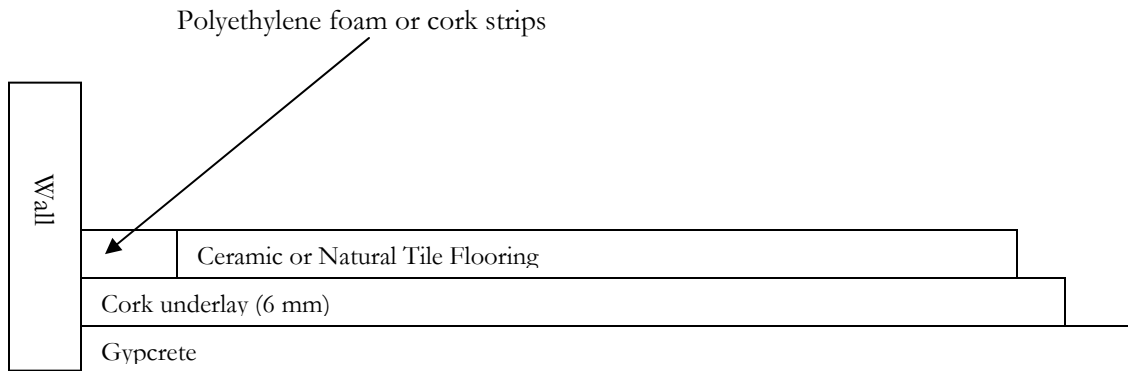 Polyethylene foam or cork strips
Wall
Ceramic or Natural Tile Flooring
Cork underlay (6 mm)
Gypcrete